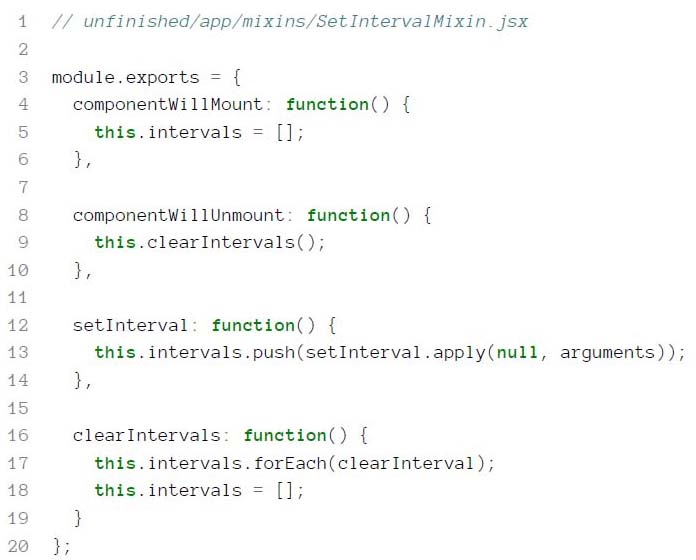 1 // unfinished/app/mixins/SetIntervalMixin.jsx
2
3 module.exports = {
4   componentWillMount: function() {
5     this.intervals = [];
6   },
7
8   componentWillUnmount: function() {
9     this.clearIntervals();
10   },
11
12   setInterval: function() {
13     this.intervals.push(setInterval.apply(null, arguments));
14   },
15
16   clearIntervals: function() {
17     this.intervals.forEach(clearInterval);
18     this.intervals = [];
19   }
20 };